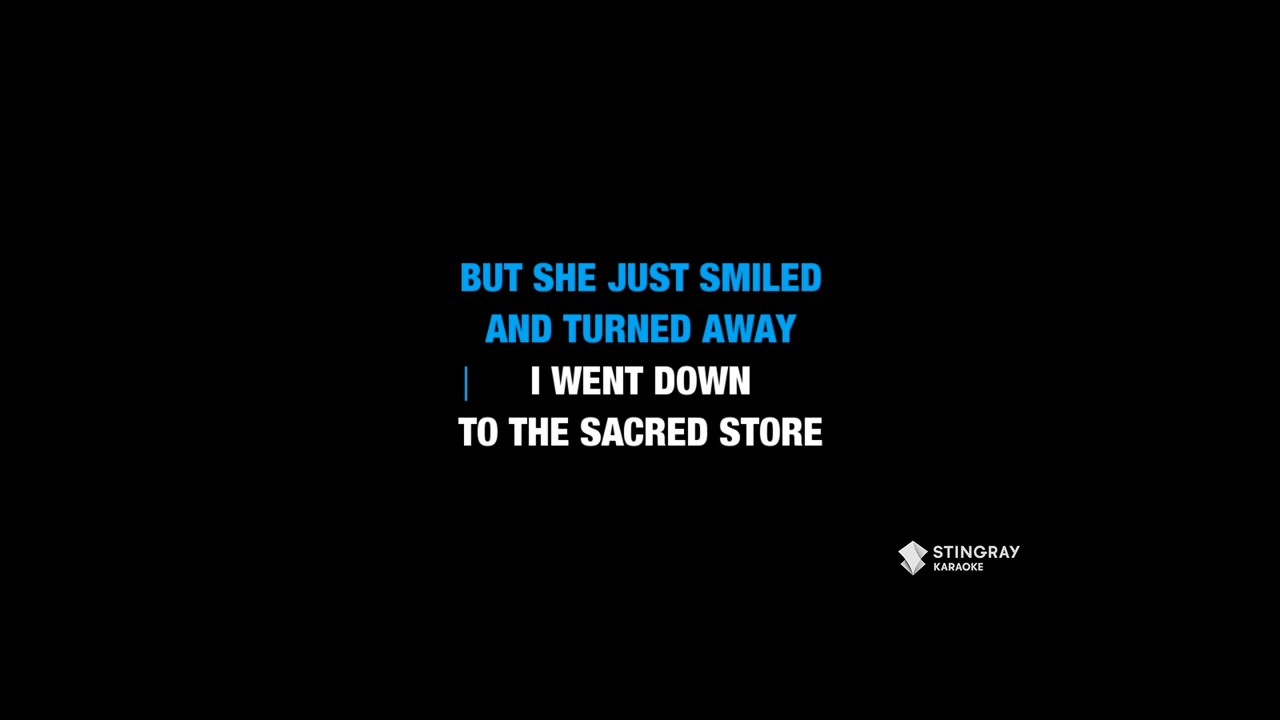 BUT SHE JUST SMILED
AND TURNED AWAY
I WENT DOWN
TO THE SACRED STORE
STINGRAY
KARAOKE